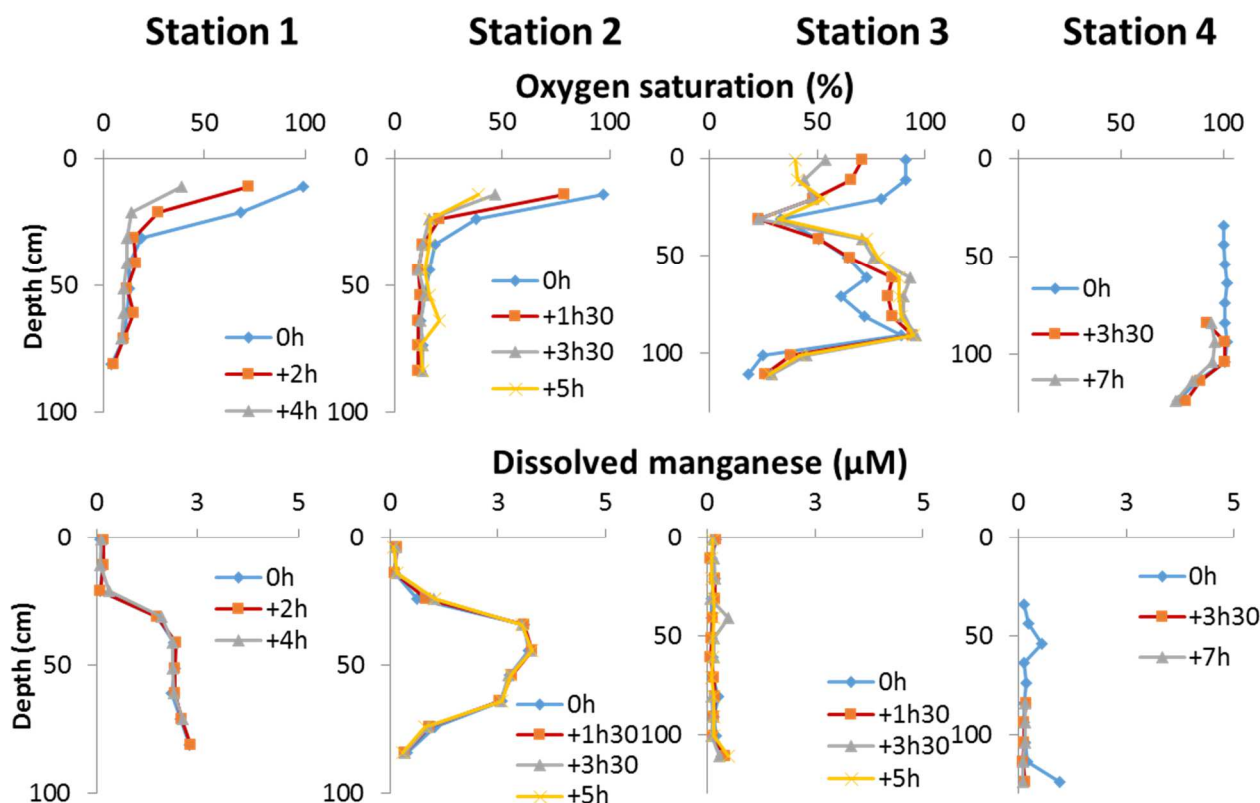 Station 1 Station 2 Station 3 Station 4
Oxygen saturation (%)
0 50 100 0 50 100 0 50 100 0 50 100
0 0 0 0
50 50 50 50
100 100 100 100
Depth (cm)
0h
+2h
+4h
0h
+1h30
+3h30
+5h
0h
+3h30
+7h
Dissolved manganese (µM)
0 3 5 0 3 5 0 3 5 0 3 5
0 0 0 0
50 50 50 50
100 100 100 100
Depth (cm)
0h
+2h
+4h
0h
+1h30
+3h30
+5h
0h
+1h30
+3h30
+5h
0h
+3h30
+7h